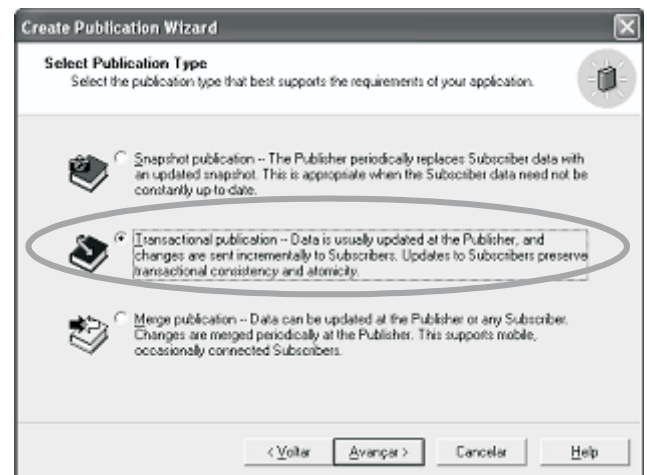 Create Publication Wizard
Select Publication Type
Select the publication type that best supports the requirements of your application.
Snapshot publication -- The Publisher periodically replaces Subscriber data with
an updated snapshot. This is appropriate when the Subscriber data need not be
constantly up-to-date.
Transactional publication -- Data is usually updated at the Publisher, and
changes are sent incrementally to Subscribers. Updates to Subscribers preserve
transactional consistency and atomicity.
Merge publication -- Data can be updated at the Publisher or any Subscriber.
Changes are merged periodically at the Publisher. This supports mobile,
occasionally connected Subscribers.
< Voltar Avançar > Cancelar Help